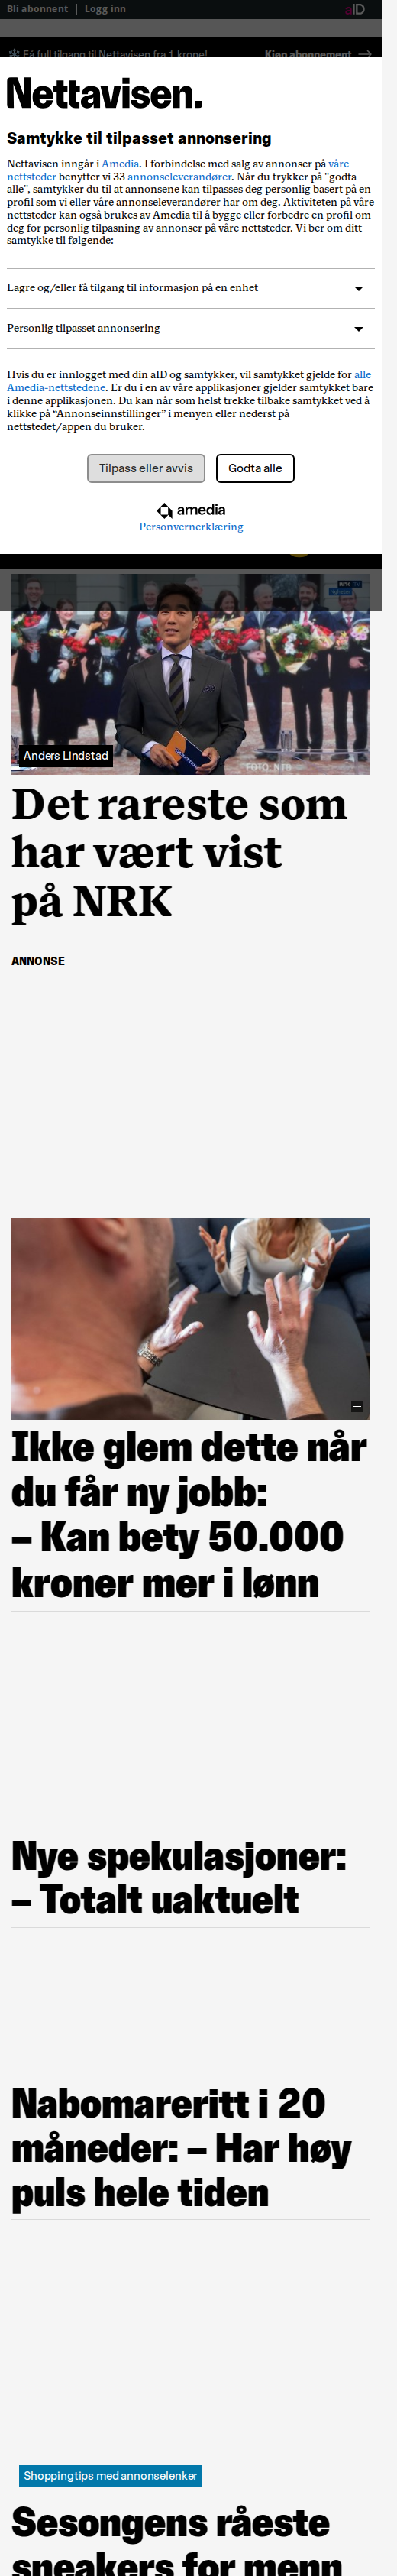 Bli abonnent | Logg inn
aID
Få full tilgang til Nettavisen fra 1 krone!
Kjøp abonnement →
Nettavisen.
Samtykke til tilpasset annonsering
Nettavisen inngår i Amedia. I forbindelse med salg av annonser på våre
nettsteder benytter vi 33 annonseleverandører. Når du trykker på "godta
alle", samtykker du til at annonsene kan tilpasses deg personlig basert på en
profil som vi eller våre annonseleverandører har om deg. Aktiviteten på våre
nettsteder kan også brukes av Amedia til å bygge eller forbedre en profil om
deg for personlig tilpasning av annonser på våre nettsteder. Vi ber om ditt
samtykke til følgende:
Lagre og/eller få tilgang til informasjon på en enhet
Personlig tilpasset annonsering
Hvis du er innlogget med din aID og samtykker, vil samtykket gjelde for alle
Amedia-nettstedene. Er du i en av våre applikasjoner gjelder samtykket bare
i denne applikasjonen. Du kan når som helst trekke tilbake samtykket ved å
klikke på “Annonseinnstillinger” i menyen eller nederst på
nettstedet/appen du bruker.
Tilpass eller avvis
Godta alle
amedia
Personvernerklæring
Anders Lindstad
FOTO: NTB
Det rareste som
har vært vist
på NRK
ANNONSE
Ikke glem dette når
du får ny jobb:
– Kan bety 50.000
kroner mer i lønn
Nye spekulasjoner:
– Totalt uaktuelt
Nabomareritt i 20
måneder: – Har høy
puls hele tiden
Shoppingtips med annonselenker
Sesongens råeste
sneakers for menn